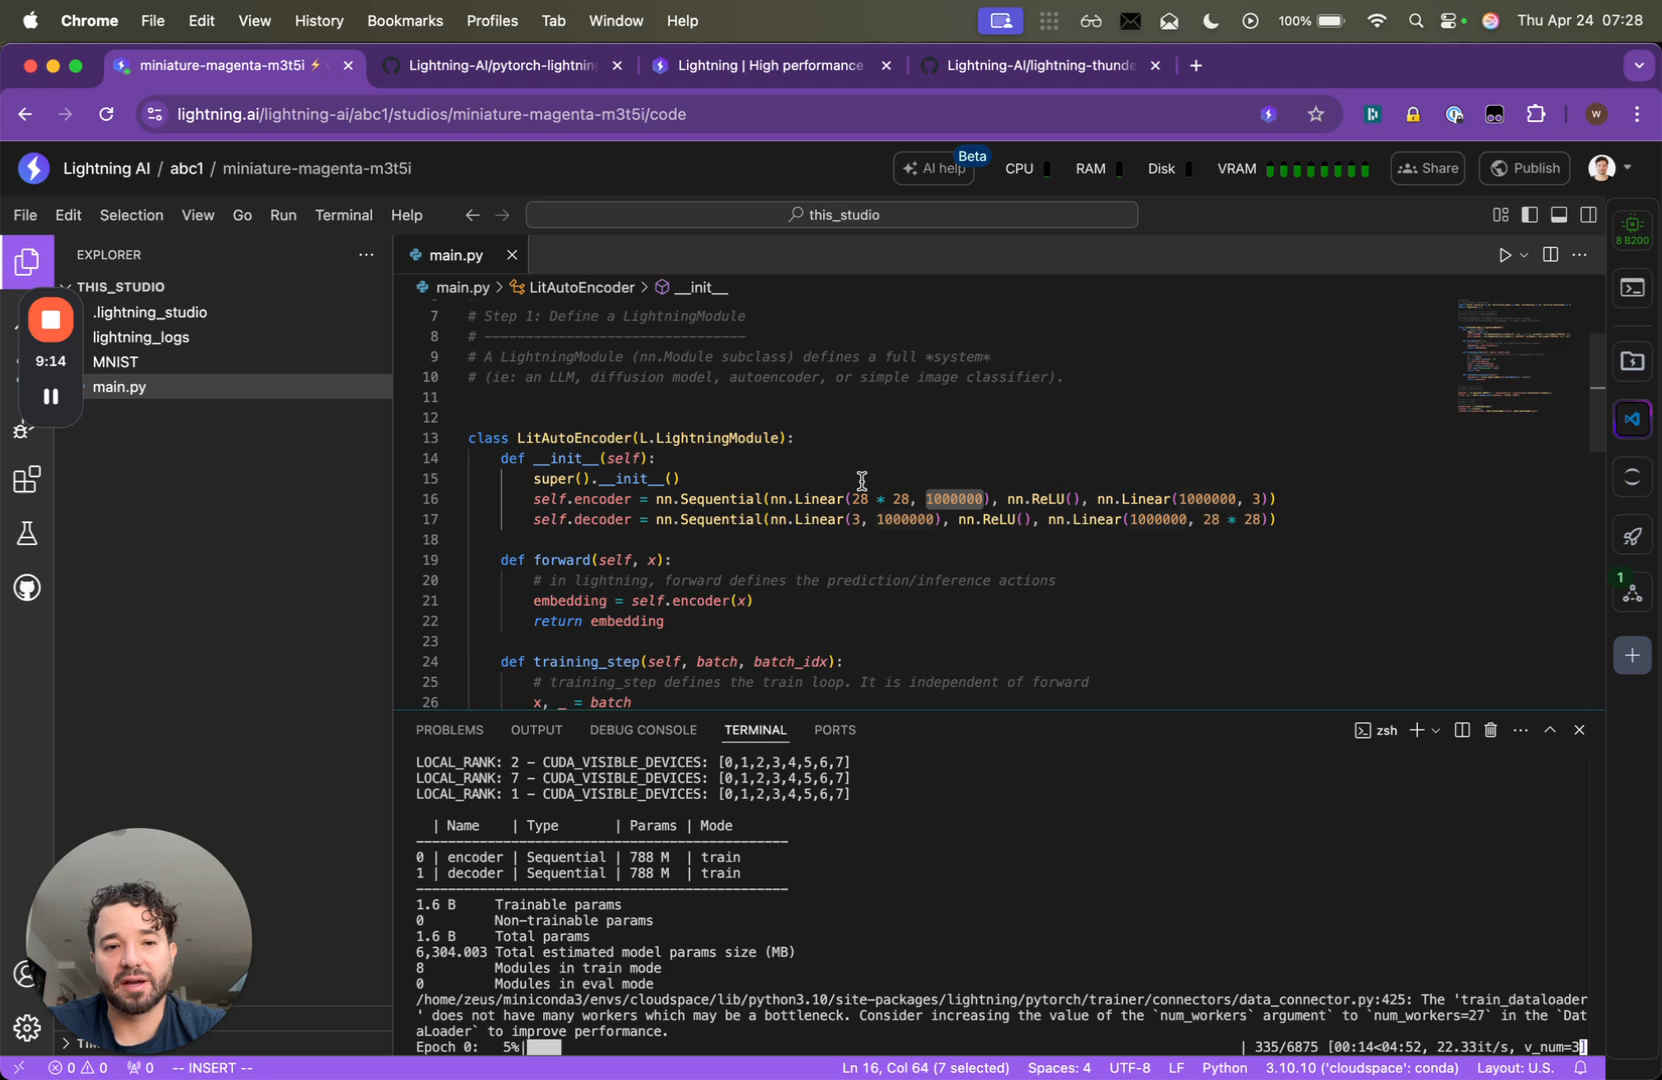 Chrome File Edit View History Bookmarks Profiles Tab Window Help 100% Thu Apr 24 07:28
miniature-magenta-m3t5i Lightning-AI/pytorch-lightning Lightning | High performance Lightning-AI/lightning-thunde
lightning.ai/lightning-ai/abc1/studios/miniature-magenta-m3t5i/code W
Beta
Lightning AI / abc1 / miniature-magenta-m3t5i AI help CPU RAM Disk VRAM Share Publish
File Edit Selection View Go Run Terminal Help this_studio
8 B200
EXPLORER
main.py
THIS_STUDIO
main.py > LitAutoEncoder > __init__
.lightning_studio
lightning_logs
MNIST
main.py
9:14
7 # Step 1: Define a LightningModule
8 # --------------------------------
9 # A LightningModule (nn.Module subclass) defines a full *system*
10 # (ie: an LLM, diffusion model, autoencoder, or simple image classifier).
11
12
13 class LitAutoEncoder(L.LightningModule):
14 def __init__(self):
15 super().__init__()
16 self.encoder = nn.Sequential(nn.Linear(28 * 28, 1000000), nn.ReLU(), nn.Linear(1000000, 3))
17 self.decoder = nn.Sequential(nn.Linear(3, 1000000), nn.ReLU(), nn.Linear(1000000, 28 * 28))
18
19 def forward(self, x):
20 # in lightning, forward defines the prediction/inference actions
21 embedding = self.encoder(x)
22 return embedding
23
24 def training_step(self, batch, batch_idx):
25 # training_step defines the train loop. It is independent of forward
26 x, _ = batch
1
PROBLEMS OUTPUT DEBUG CONSOLE TERMINAL PORTS zsh
LOCAL_RANK: 2 - CUDA_VISIBLE_DEVICES: [0,1,2,3,4,5,6,7]
LOCAL_RANK: 7 - CUDA_VISIBLE_DEVICES: [0,1,2,3,4,5,6,7]
LOCAL_RANK: 1 - CUDA_VISIBLE_DEVICES: [0,1,2,3,4,5,6,7]
| Name | Type | Params | Mode
0 | encoder | Sequential | 788 M | train
1 | decoder | Sequential | 788 M | train
1.6 B Trainable params
0 Non-trainable params
1.6 B Total params
6,304.003 Total estimated model params size (MB)
8 Modules in train mode
0 Modules in eval mode
/home/zeus/miniconda3/envs/cloudspace/lib/python3.10/site-packages/lightning/pytorch/trainer/connectors/data_connector.py:425: The 'train_dataloader
' does not have many workers which may be a bottleneck. Consider increasing the value of the `num_workers` argument` to `num_workers=27` in the `Dat
aLoader` to improve performance.
Epoch 0: 5%| | 335/6875 [00:14<04:52, 22.33it/s, v_num=3]
0 0 0 -- INSERT -- Ln 16, Col 64 (7 selected) Spaces: 4 UTF-8 LF Python 3.10.10 ('cloudspace': conda) Layout: U.S.